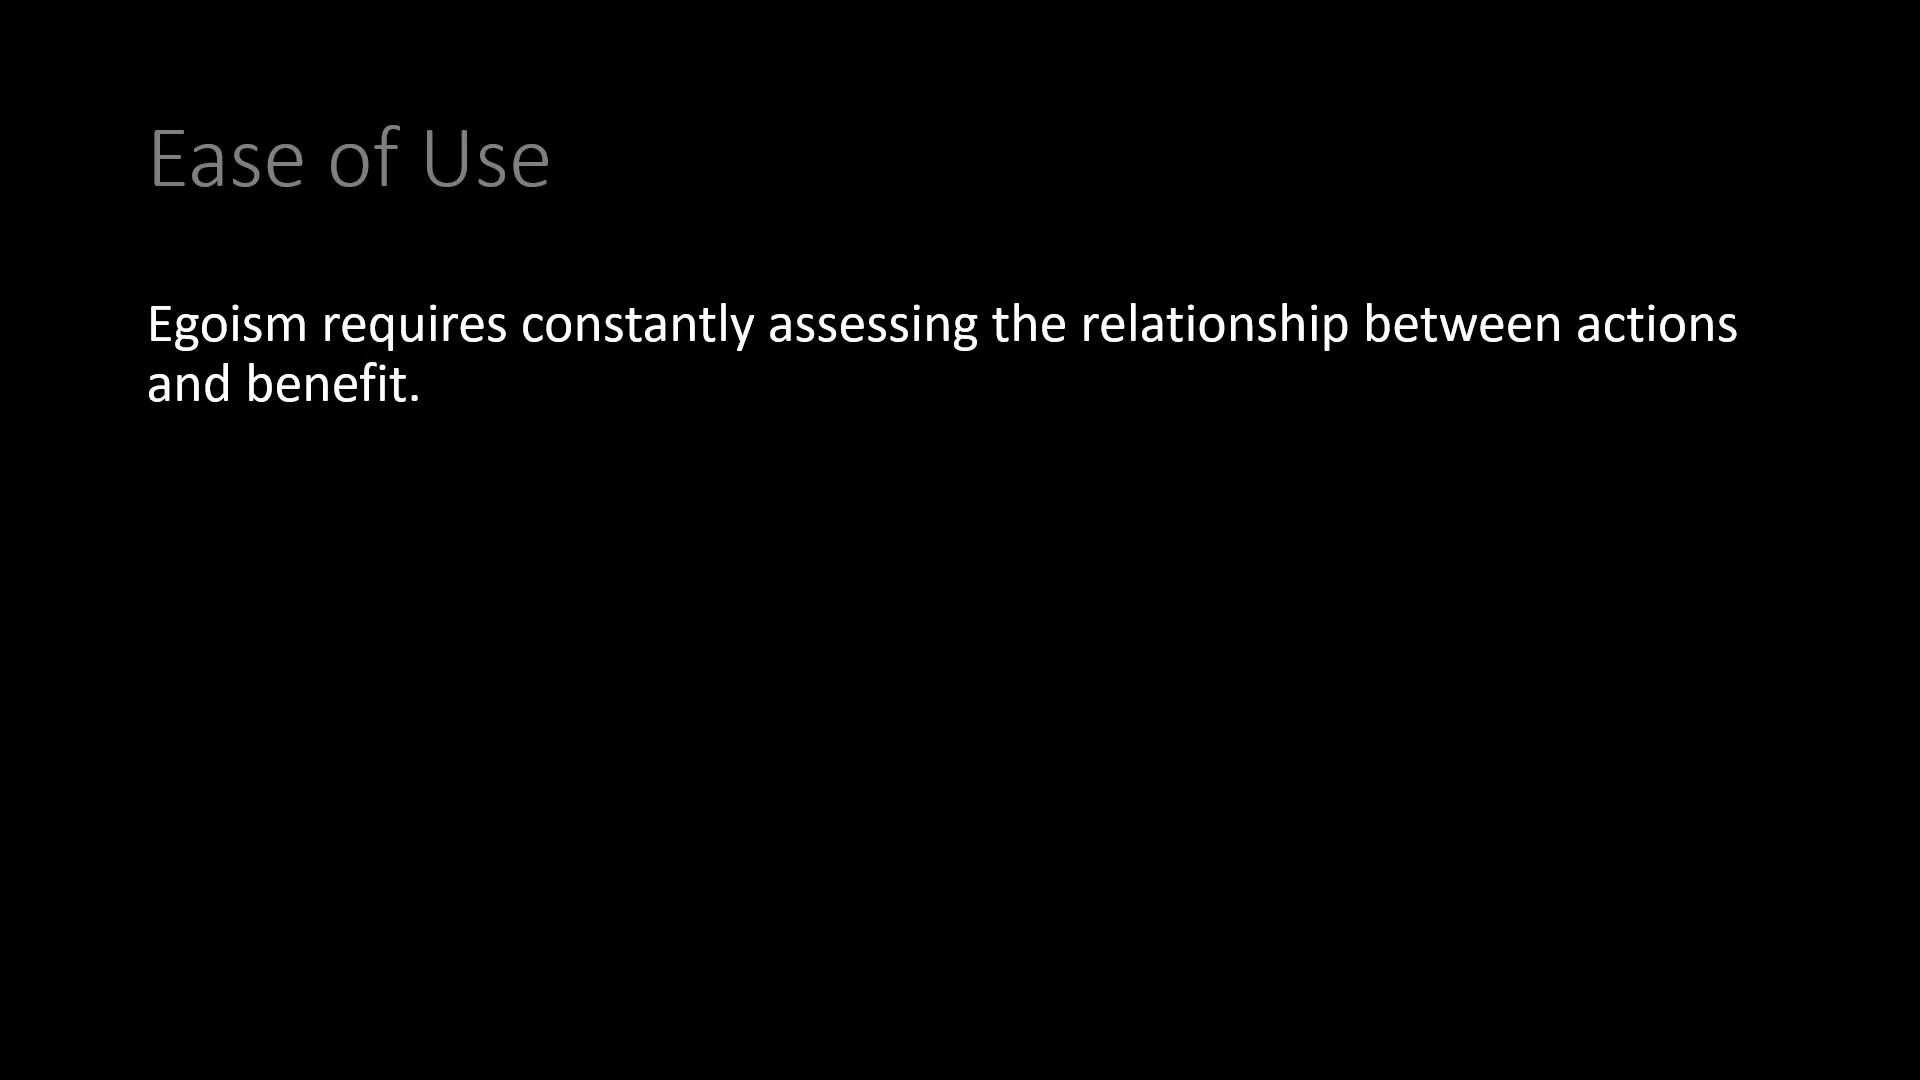 Ease of Use
Egoism requires constantly assessing the relationship between actions
and benefit.